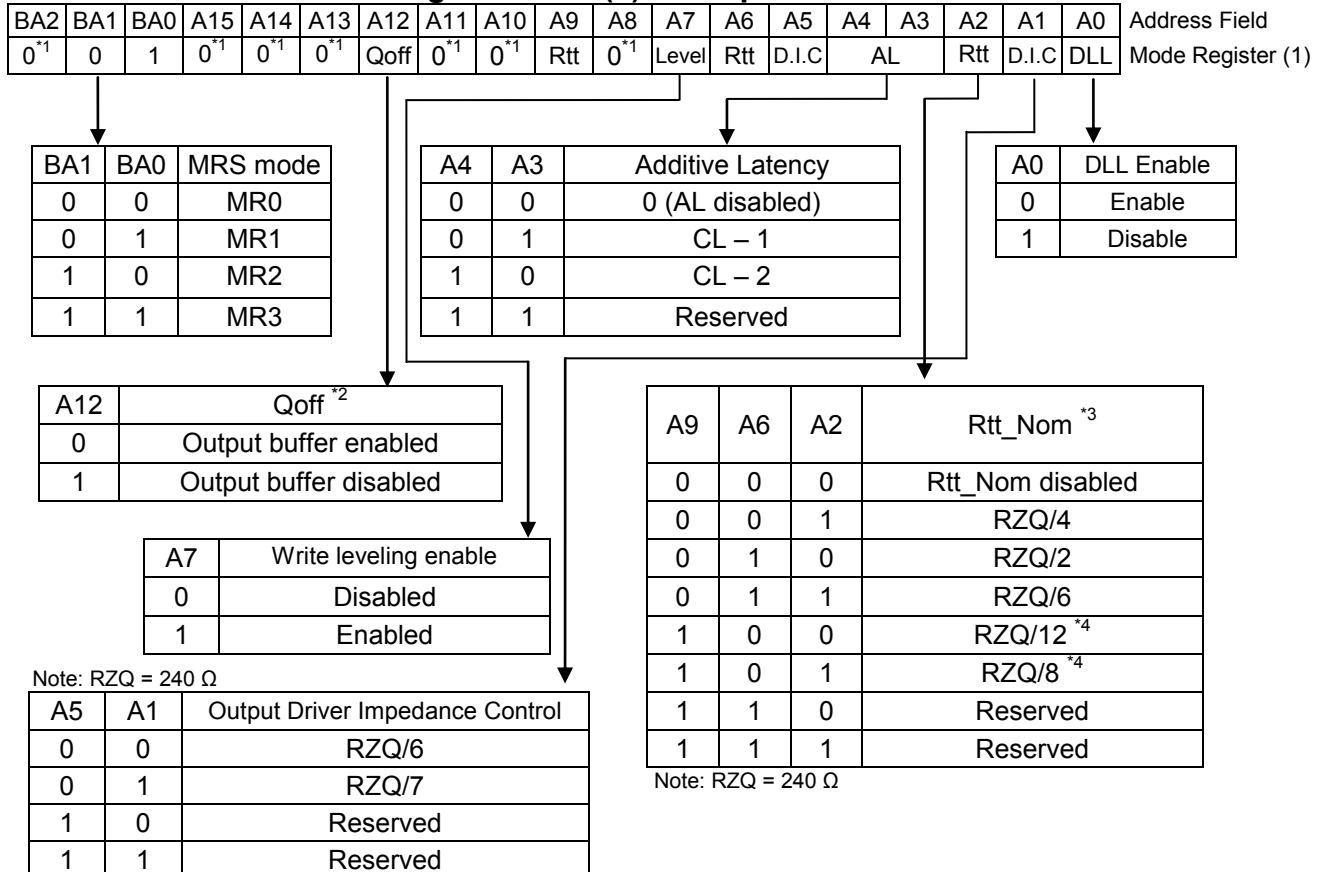 BA2 BA1 BA0 A15 A14 A13 A12 A11 A10 A9 A8 A7 A6 A5 A4 A3 A2 A1 A0 Address Field
0*1 0 1 0*1 0*1 0*1 Qoff 0*1 0*1 Rtt 0*1 Level Rtt D.I.C AL Rtt D.I.C DLL Mode Register (1)
BA1 BA0 MRS mode
0 0 MR0
0 1 MR1
1 0 MR2
1 1 MR3
A4 A3 Additive Latency
0 0 0 (AL disabled)
0 1 CL – 1
1 0 CL – 2
1 1 Reserved
A0 DLL Enable
0 Enable
1 Disable
A12 Qoff *2
0 Output buffer enabled
1 Output buffer disabled
A7 Write leveling enable
0 Disabled
1 Enabled
Note: RZQ = 240 Ω
A5 A1 Output Driver Impedance Control
0 0 RZQ/6
0 1 RZQ/7
1 0 Reserved
1 1 Reserved
A9 A6 A2 Rtt_Nom *3
0 0 0 Rtt_Nom disabled
0 0 1 RZQ/4
0 1 0 RZQ/2
0 1 1 RZQ/6
1 0 0 RZQ/12 *4
1 0 1 RZQ/8 *4
1 1 0 Reserved
1 1 1 Reserved
Note: RZQ = 240 Ω